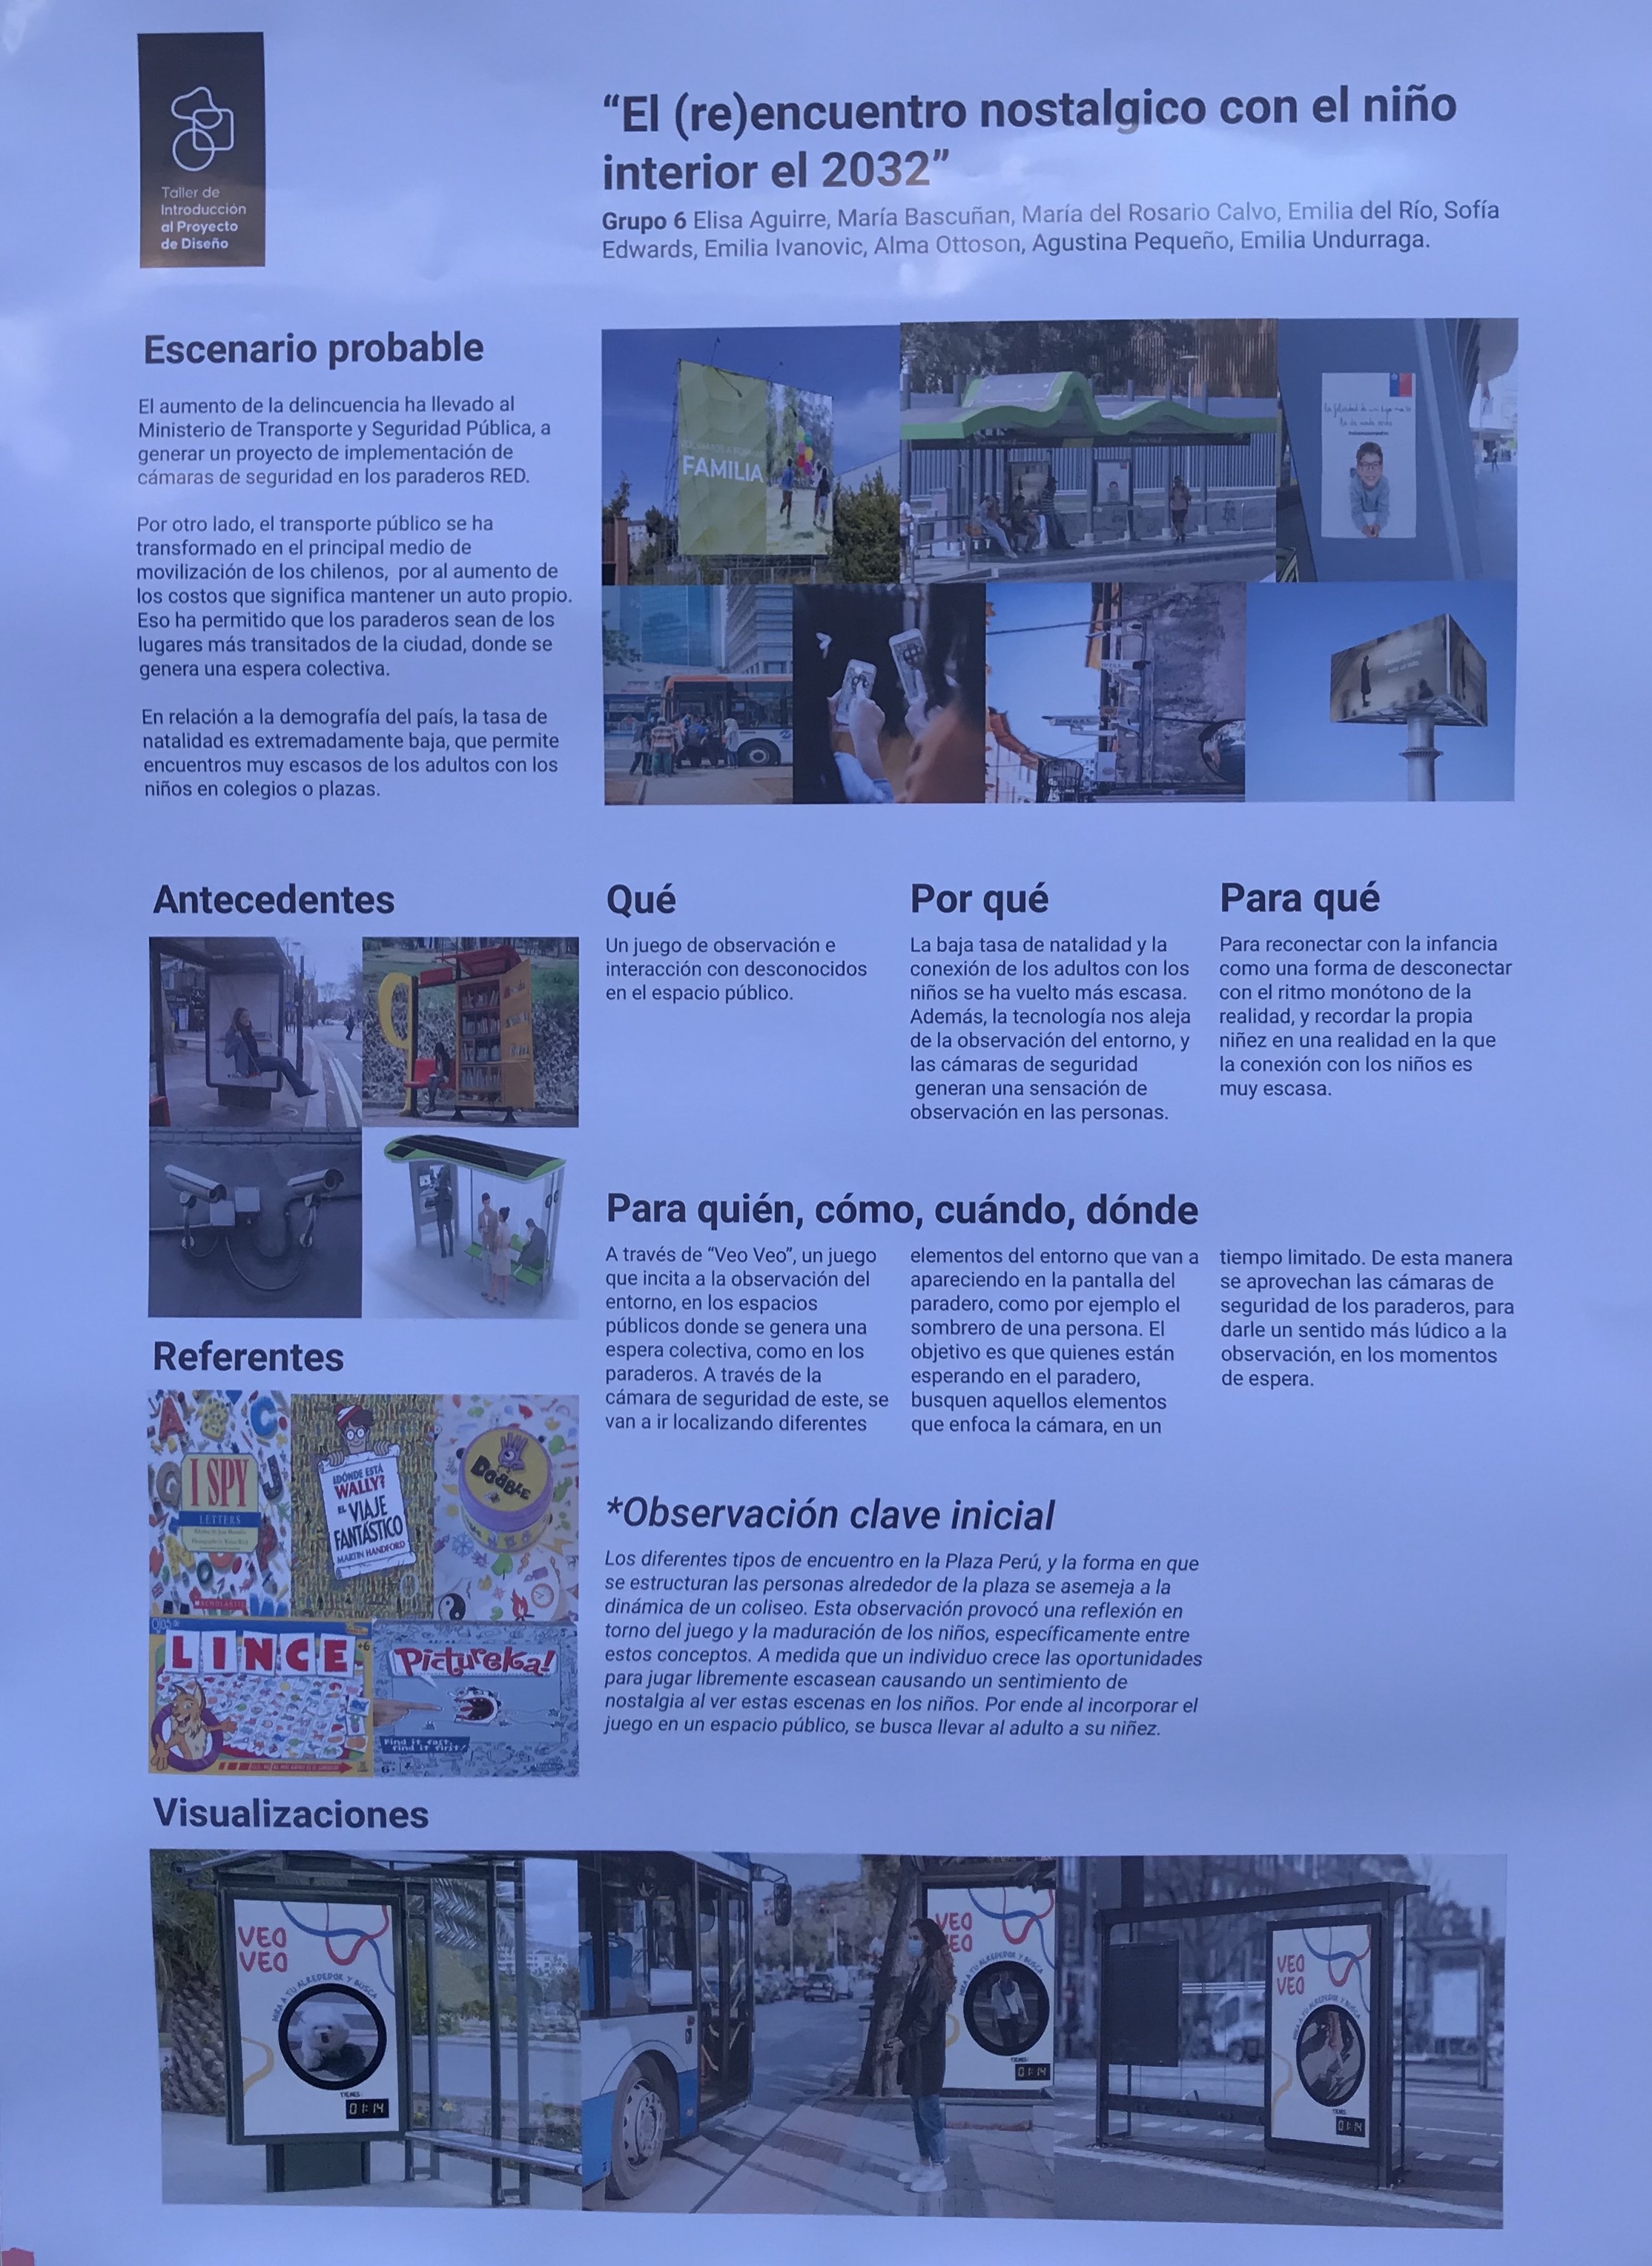 Taller de
Introducción
al Proyecto
de Diseño
“El (re)encuentro nostalgico con el niño
interior el 2032”
Grupo 6 Elisa Aguirre, María Bascuñan, María del Rosario Calvo, Emilia del Río, Sofía
Edwards, Emilia Ivanovic, Alma Ottoson, Agustina Pequeño, Emilia Undurraga.
Escenario probable
El aumento de la delincuencia ha llevado al
Ministerio de Transporte y Seguridad Pública, a
generar un proyecto de implementación de
cámaras de seguridad en los paraderos RED.
Por otro lado, el transporte público se ha
transformado en el principal medio de
movilización de los chilenos, por al aumento de
los costos que significa mantener un auto propio.
Eso ha permitido que los paraderos sean de los
lugares más transitados de la ciudad, donde se
genera una espera colectiva.
En relación a la demografía del país, la tasa de
natalidad es extremadamente baja, que permite
encuentros muy escasos de los adultos con los
niños en colegios o plazas.
FAMILIA
Antecedentes
Qué
Un juego de observación e
interacción con desconocidos
en el espacio público.
Por qué
La baja tasa de natalidad y la
conexión de los adultos con los
niños se ha vuelto más escasa.
Además, la tecnología nos aleja
de la observación del entorno, y
las cámaras de seguridad
generan una sensación de
observación en las personas.
Para qué
Para reconectar con la infancia
como una forma de desconectar
con el ritmo monótono de la
realidad, y recordar la propia
niñez en una realidad en la que
la conexión con los niños es
muy escasa.
Para quién, cómo, cuándo, dónde
A través de “Veo Veo”, un juego
que incita a la observación del
entorno, en los espacios
públicos donde se genera una
espera colectiva, como en los
paraderos. A través de la
cámara de seguridad de este, se
van a ir localizando diferentes
elementos del entorno que van a
apareciendo en la pantalla del
paradero, como por ejemplo el
sombrero de una persona. El
objetivo es que quienes están
esperando en el paradero,
busquen aquellos elementos
que enfoca la cámara, en un
tiempo limitado. De esta manera
se aprovechan las cámaras de
seguridad de los paraderos, para
darle un sentido más lúdico a la
observación, en los momentos
de espera.
Referentes
I SPY
LETTERS
SCHOLASTIC
¿DÓNDE ESTÁ
WALLY?
EL VIAJE
FANTÁSTICO
MARTIN HANDFORD
DOBBLE
LINCE
+6
Pictureka!
Find it fast,
find it first!
6+
*Observación clave inicial
Los diferentes tipos de encuentro en la Plaza Perú, y la forma en que
se estructuran las personas alrededor de la plaza se asemeja a la
dinámica de un coliseo. Esta observación provocó una reflexión en
torno del juego y la maduración de los niños, específicamente entre
estos conceptos. A medida que un individuo crece las oportunidades
para jugar libremente escasean causando un sentimiento de
nostalgia al ver estas escenas en los niños. Por ende al incorporar el
juego en un espacio público, se busca llevar al adulto a su niñez.
Visualizaciones
VEO
VEO
MIRA A TU ALREDEDOR Y BUSCA
TIENES:
01:14
VEO
VEO
MIRA A TU ALREDEDOR Y BUSCA
TIENES:
01:14
VEO
VEO
MIRA A TU ALREDEDOR Y BUSCA
TIENES:
01:14